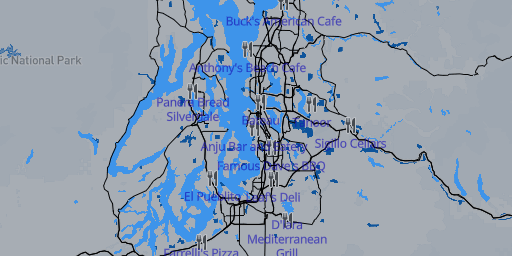 Buck's American Cafe
ic National Park
Anthony's Beach Cafe
Panera Bread
Silverdale
Sigillo Cellars
Anju Bar and Eatery
Famous Dave's BBQ
El Pueblito
Deli
D'lara
Mediterranean
Grill
Farrelli's Pizza